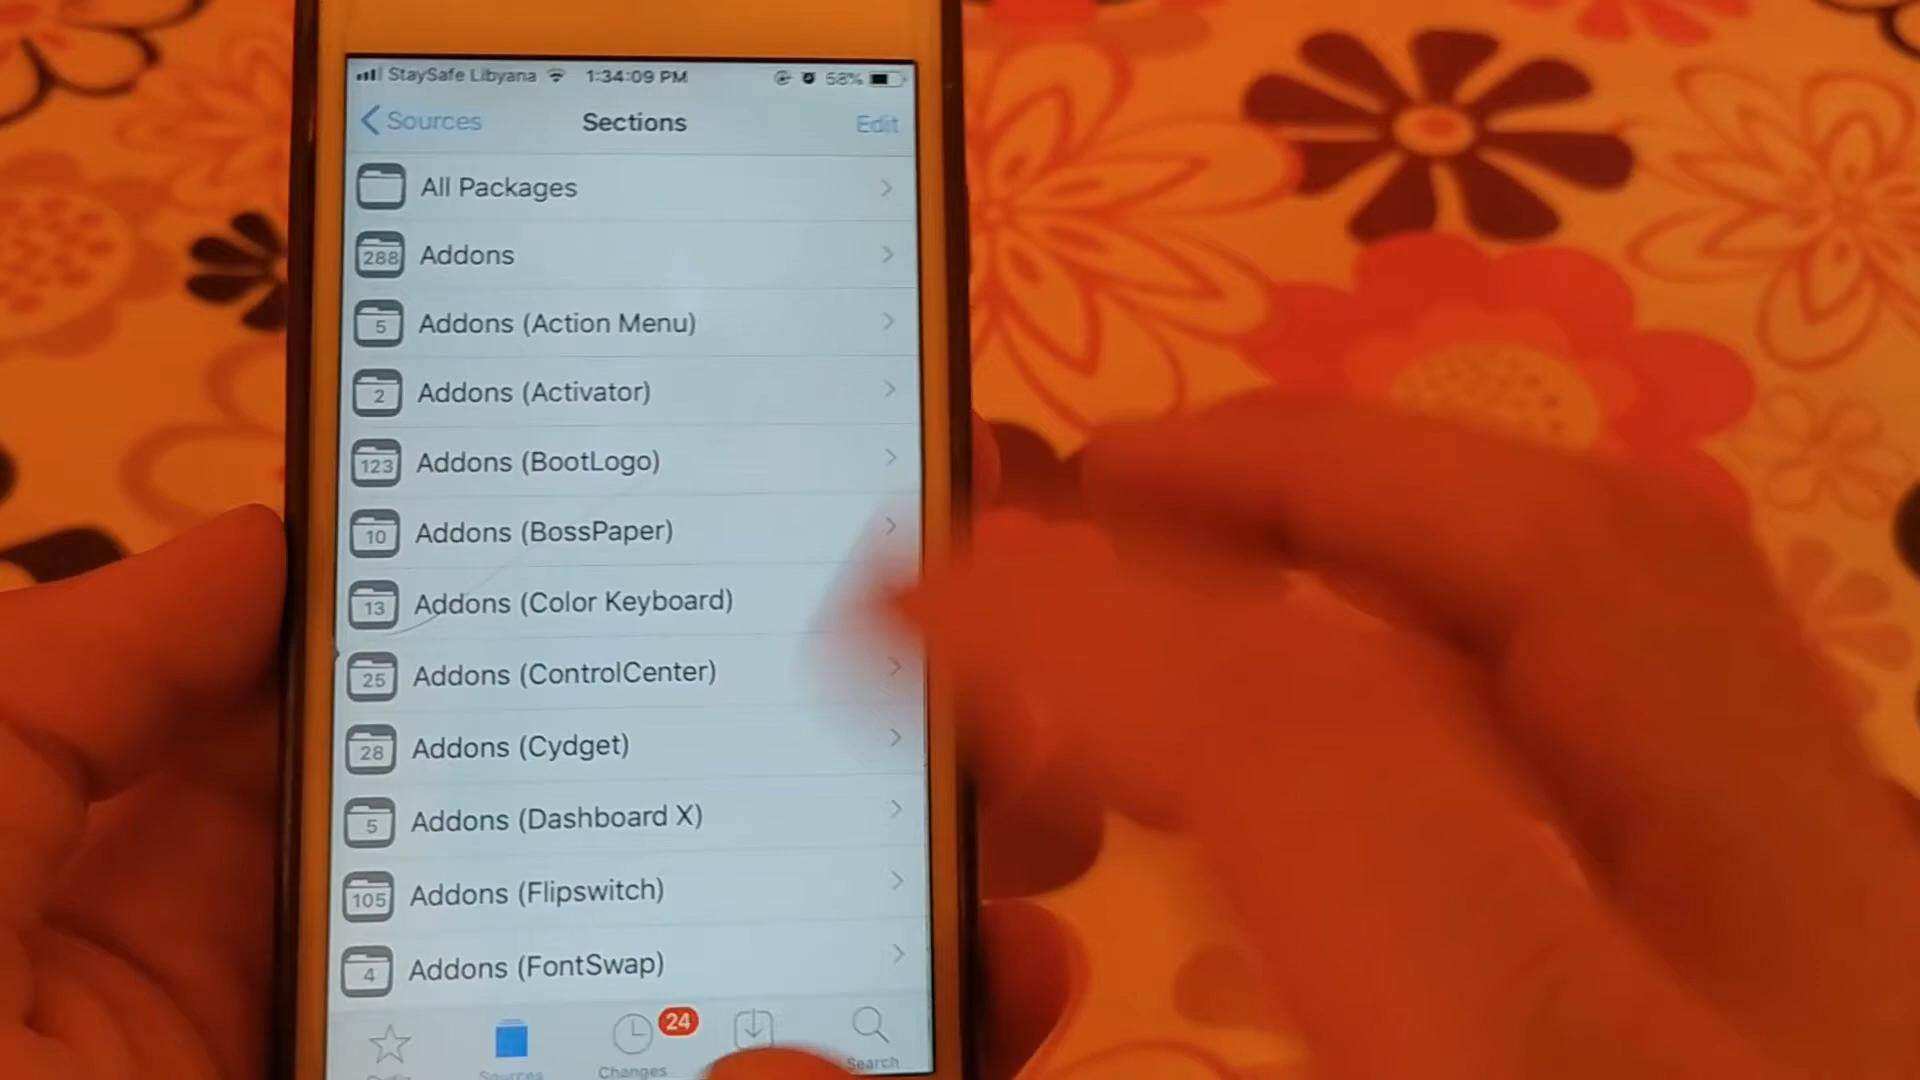 StaySafe Libyana 1:34:09 PM 58%
Sources Sections Edit
All Packages
288 Addons
5 Addons (Action Menu)
2 Addons (Activator)
123 Addons (BootLogo)
10 Addons (BossPaper)
13 Addons (Color Keyboard)
25 Addons (ControlCenter)
28 Addons (Cydget)
5 Addons (Dashboard X)
105 Addons (Flipswitch)
4 Addons (FontSwap)
24
Sources Changes Search